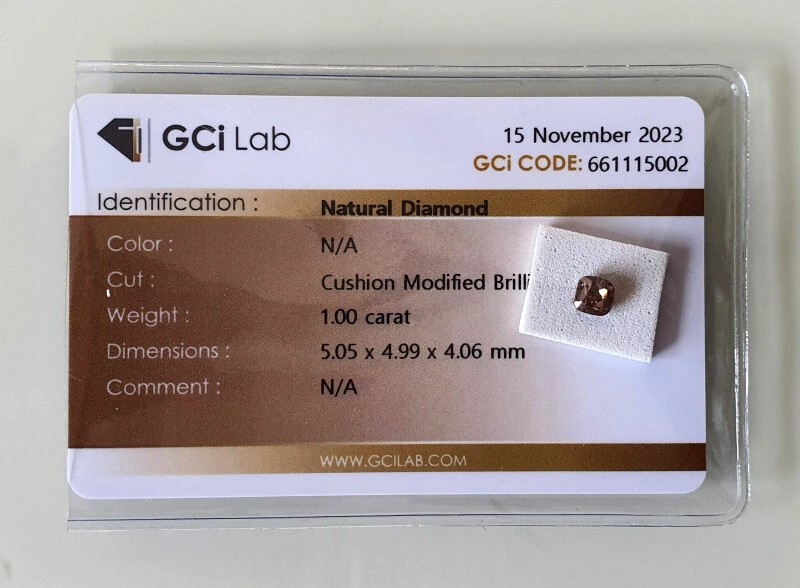 GCi Lab
15 November 2023
GCi CODE: 661115002
Identification : Natural Diamond
Color : N/A
Cut : Cushion Modified Brilli
Weight : 1.00 carat
Dimensions : 5.05 x 4.99 x 4.06 mm
Comment : N/A
WWW.GCILAB.COM